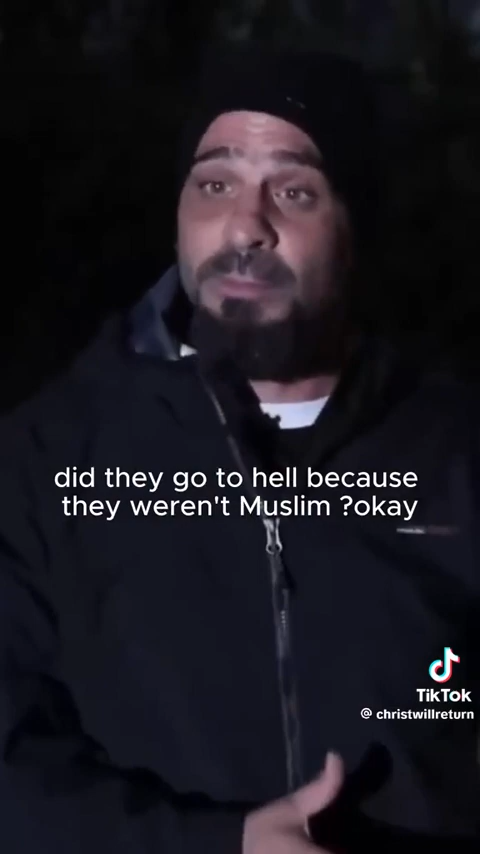 did they go to hell because
they weren't Muslim ?okay
TikTok
@ christwillreturn